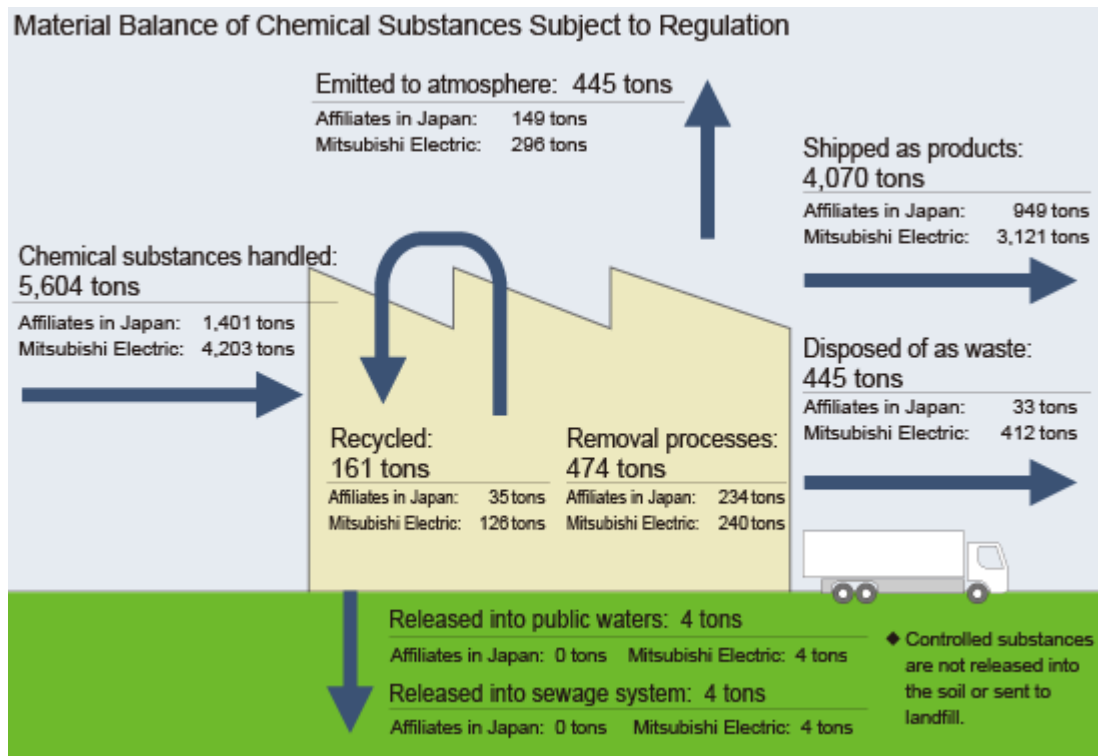 Material Balance of Chemical Substances Subject to Regulation
Emitted to atmosphere: 445 tons
Affiliates in Japan: 149 tons
Mitsubishi Electric: 296 tons
Shipped as products:
4,070 tons
Affiliates in Japan: 949 tons
Mitsubishi Electric: 3,121 tons
Chemical substances handled:
5,604 tons
Affiliates in Japan: 1,401 tons
Mitsubishi Electric: 4,203 tons
Disposed of as waste:
445 tons
Affiliates in Japan: 33 tons
Mitsubishi Electric: 412 tons
Recycled:
161 tons
Affiliates in Japan: 35 tons
Mitsubishi Electric: 126 tons
Removal processes:
474 tons
Affiliates in Japan: 234 tons
Mitsubishi Electric: 240 tons
Released into public waters: 4 tons
Affiliates in Japan: 0 tons Mitsubishi Electric: 4 tons
Released into sewage system: 4 tons
Affiliates in Japan: 0 tons Mitsubishi Electric: 4 tons
◆ Controlled substances
are not released into
the soil or sent to
landfill.